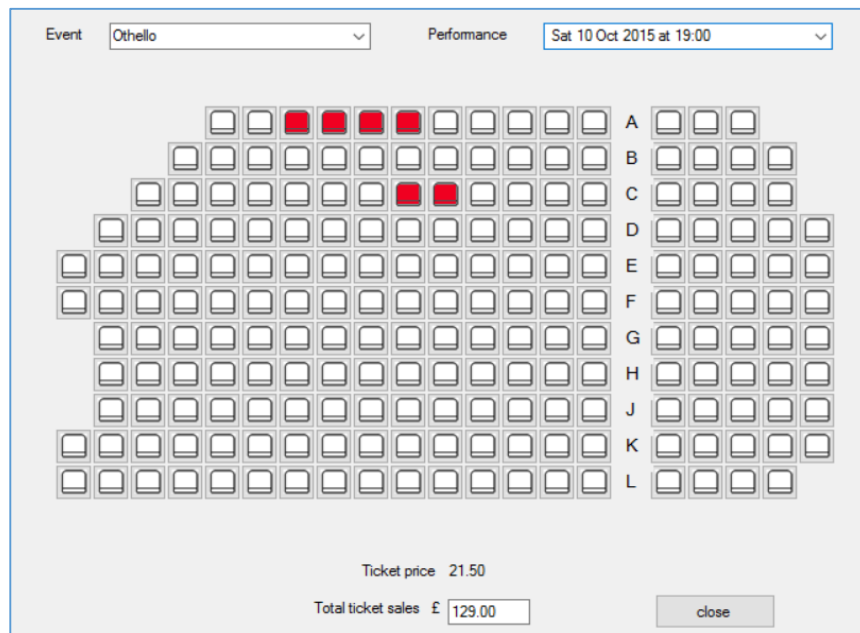 Event Othello Performance Sat 10 Oct 2015 at 19:00
A
B
C
D
E
F
G
H
J
K
L
Ticket price 21.50
Total ticket sales £ 129.00 close